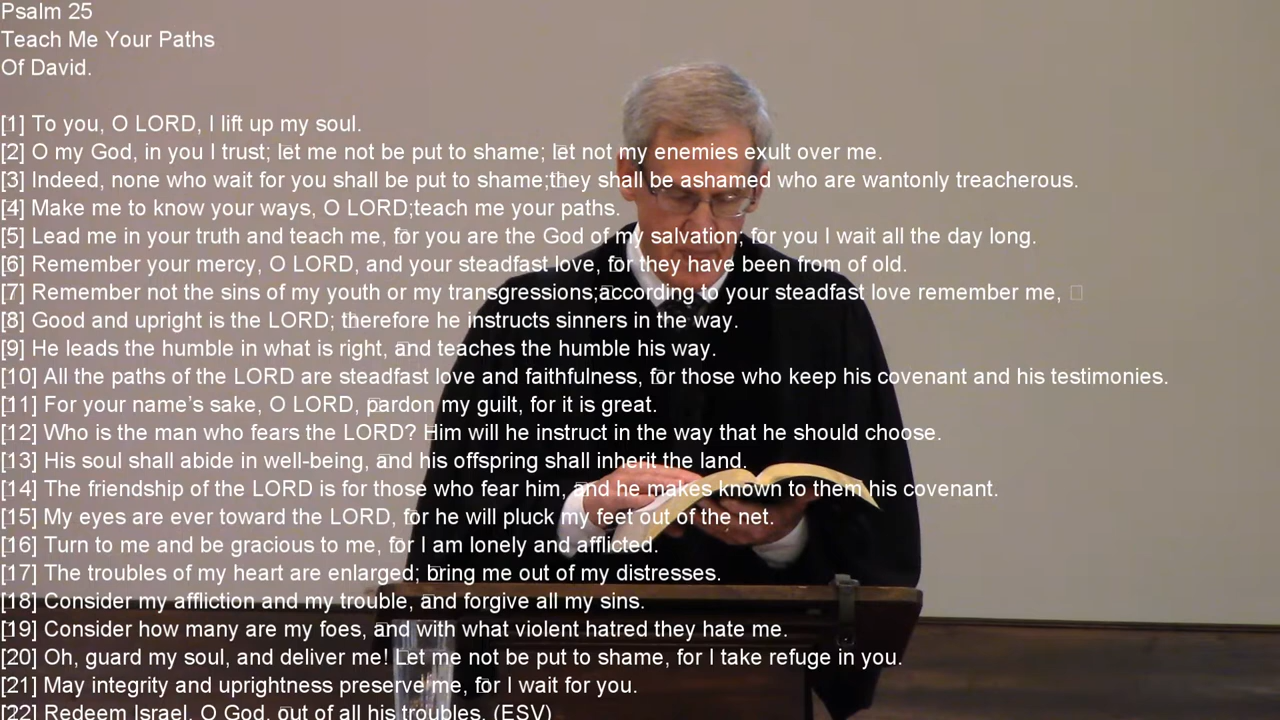 Psalm 25
Teach Me Your Paths
Of David.
[1] To you, O LORD, I lift up my soul.
[2] O my God, in you I trust; let me not be put to shame; let not my enemies exult over me.
[3] Indeed, none who wait for you shall be put to shame;they shall be ashamed who are wantonly treacherous.
[4] Make me to know your ways, O LORD;teach me your paths.
[5] Lead me in your truth and teach me, for you are the God of my salvation; for you I wait all the day long.
[6] Remember your mercy, O LORD, and your steadfast love, for they have been from of old.
[7] Remember not the sins of my youth or my transgressions;according to your steadfast love remember me,
[8] Good and upright is the LORD; therefore he instructs sinners in the way.
[9] He leads the humble in what is right, and teaches the humble his way.
[10] All the paths of the LORD are steadfast love and faithfulness, for those who keep his covenant and his testimonies.
[11] For your name’s sake, O LORD, pardon my guilt, for it is great.
[12] Who is the man who fears the LORD? Him will he instruct in the way that he should choose.
[13] His soul shall abide in well-being, and his offspring shall inherit the land.
[14] The friendship of the LORD is for those who fear him, and he makes known to them his covenant.
[15] My eyes are ever toward the LORD, for he will pluck my feet out of the net.
[16] Turn to me and be gracious to me, for I am lonely and afflicted.
[17] The troubles of my heart are enlarged; bring me out of my distresses.
[18] Consider my affliction and my trouble, and forgive all my sins.
[19] Consider how many are my foes, and with what violent hatred they hate me.
[20] Oh, guard my soul, and deliver me! Let me not be put to shame, for I take refuge in you.
[21] May integrity and uprightness preserve me, for I wait for you.
[22] Redeem Israel, O God, out of all his troubles. (ESV)